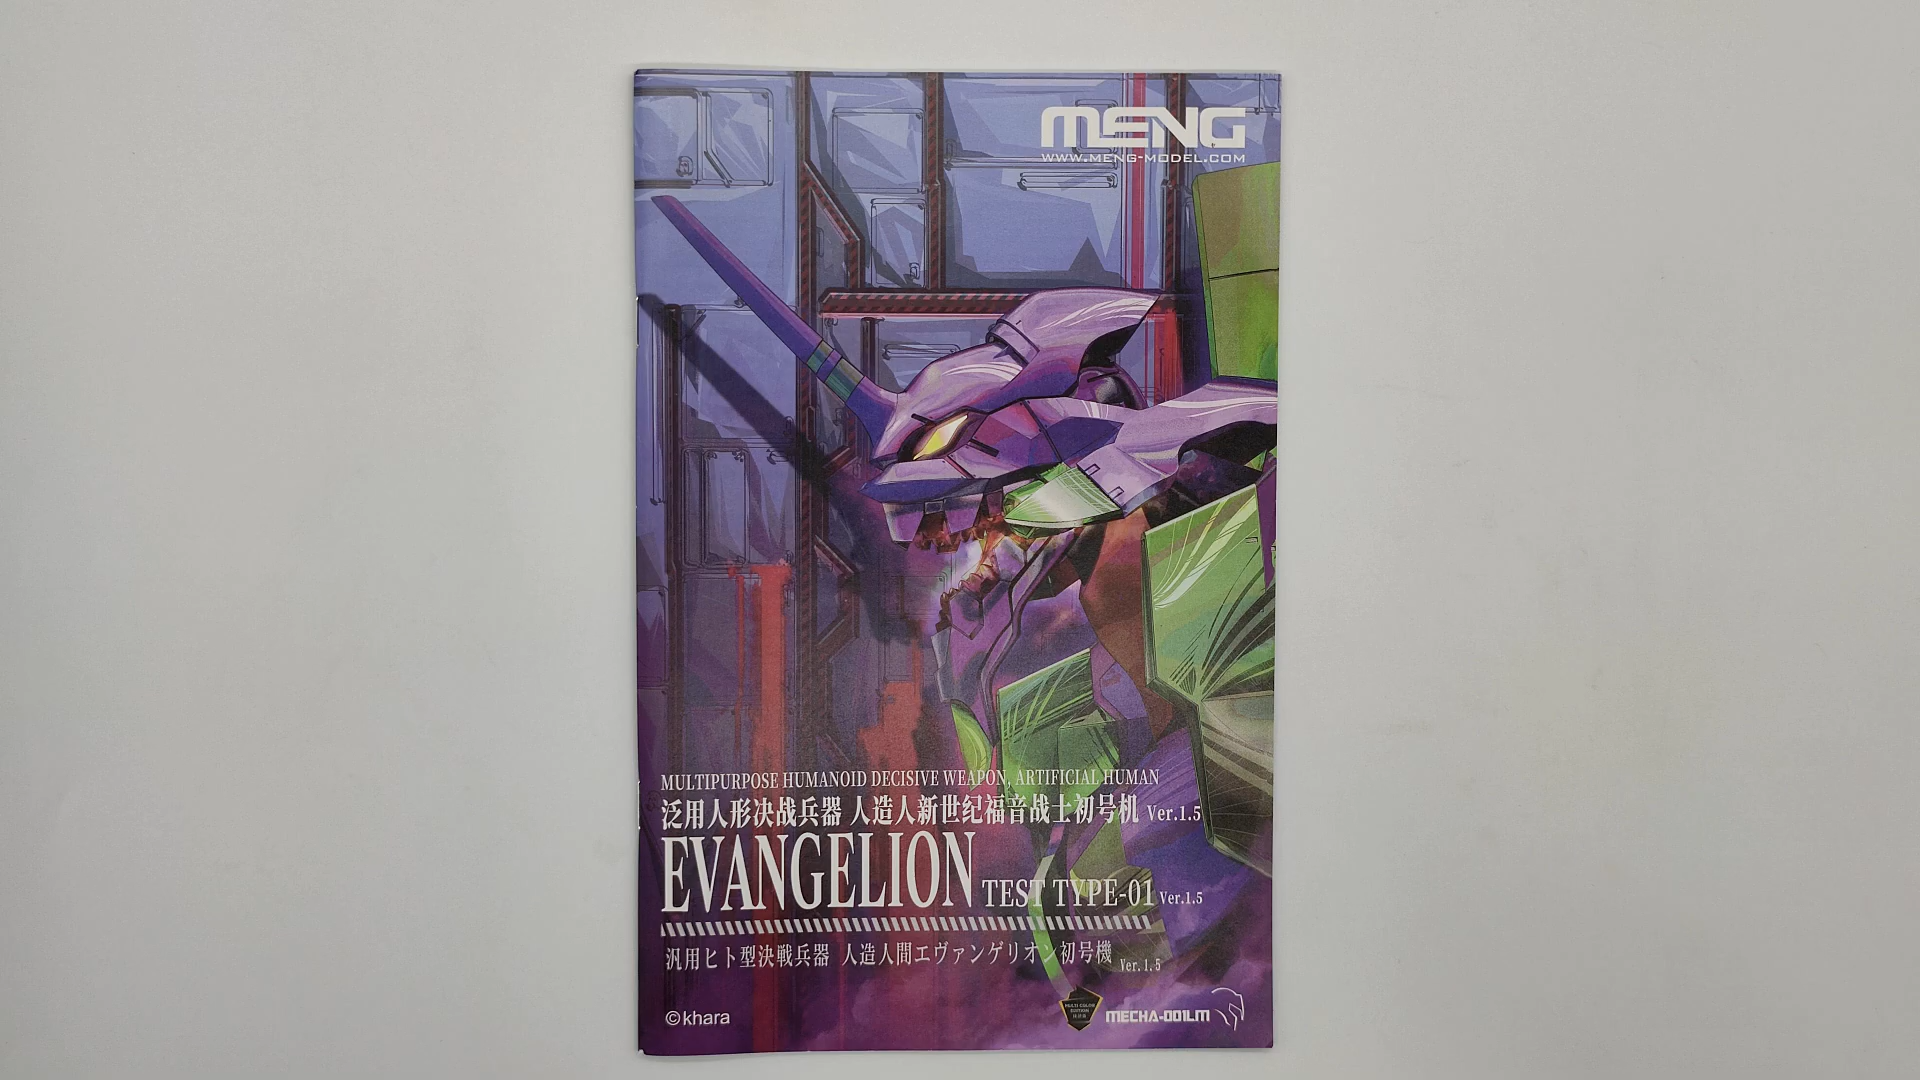 MENG
WWW.MENG-MODEL.COM
MULTIPURPOSE HUMANOID DECISIVE WEAPON, ARTIFICIAL HUMAN
泛用人形决战兵器 人造人新世纪福音战士初号机 Ver.1.5
EVANGELION TEST TYPE-01 Ver.1.5
汎用ヒト型決戦兵器 人造人間エヴァンゲリオン初号機 Ver.1.5
©khara
MULTI COLOR
EDITION
MECHA-001LM